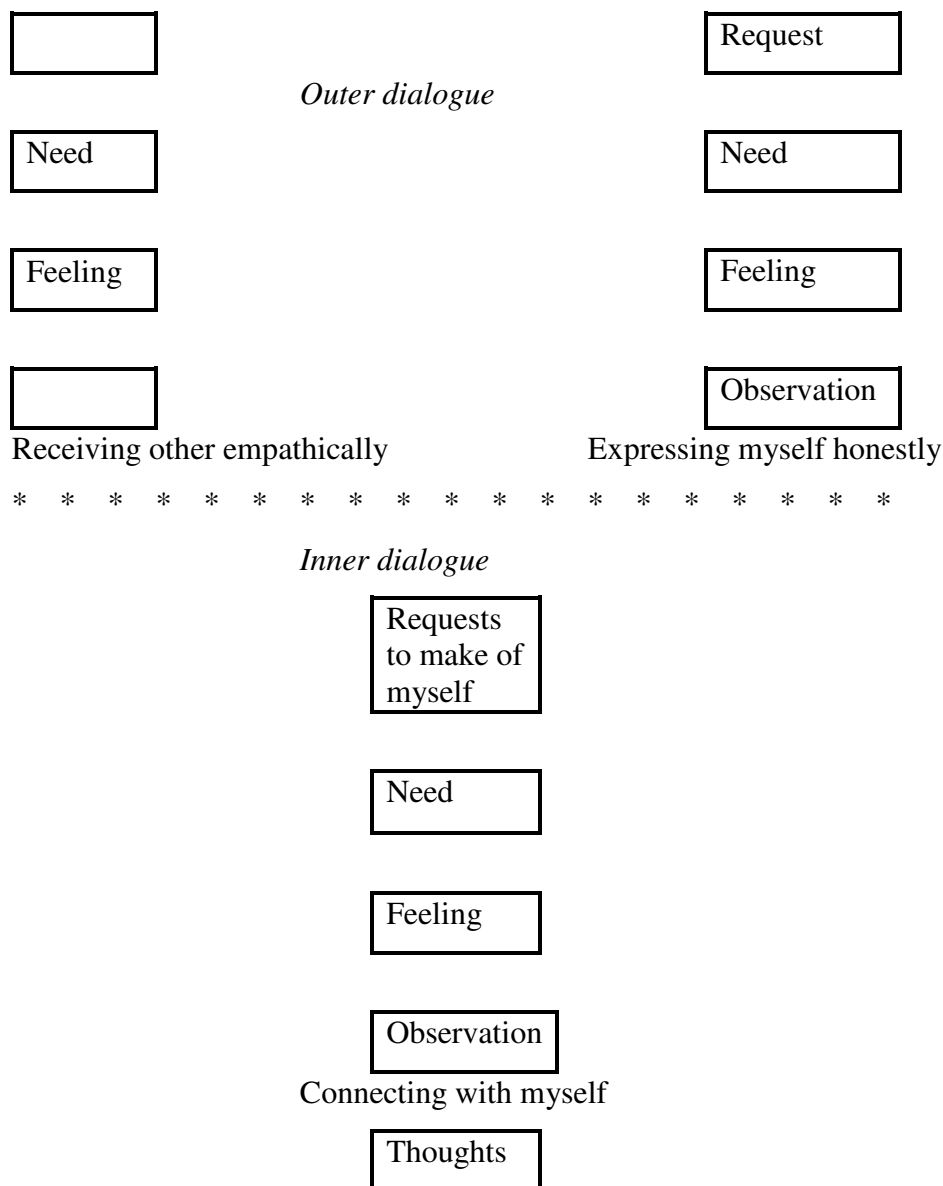 Request
Outer dialogue
Need Need
Feeling Feeling
Observation
Receiving other empathically Expressing myself honestly
* * * * * * * * * * * * * * * * * * *
Inner dialogue
Requests
to make of
myself
Need
Feeling
Observation
Connecting with myself
Thoughts